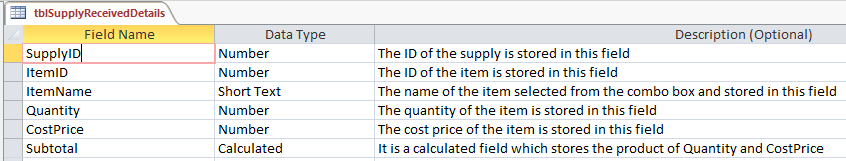 tblSupplyReceivedDetails
Field Name Data Type Description (Optional)
SupplyID Number The ID of the supply is stored in this field
ItemID Number The ID of the item is stored in this field
ItemName Short Text The name of the item selected from the combo box and stored in this field
Quantity Number The quantity of the item is stored in this field
CostPrice Number The cost price of the item is stored in this field
Subtotal Calculated It is a calculated field which stores the product of Quantity and CostPrice